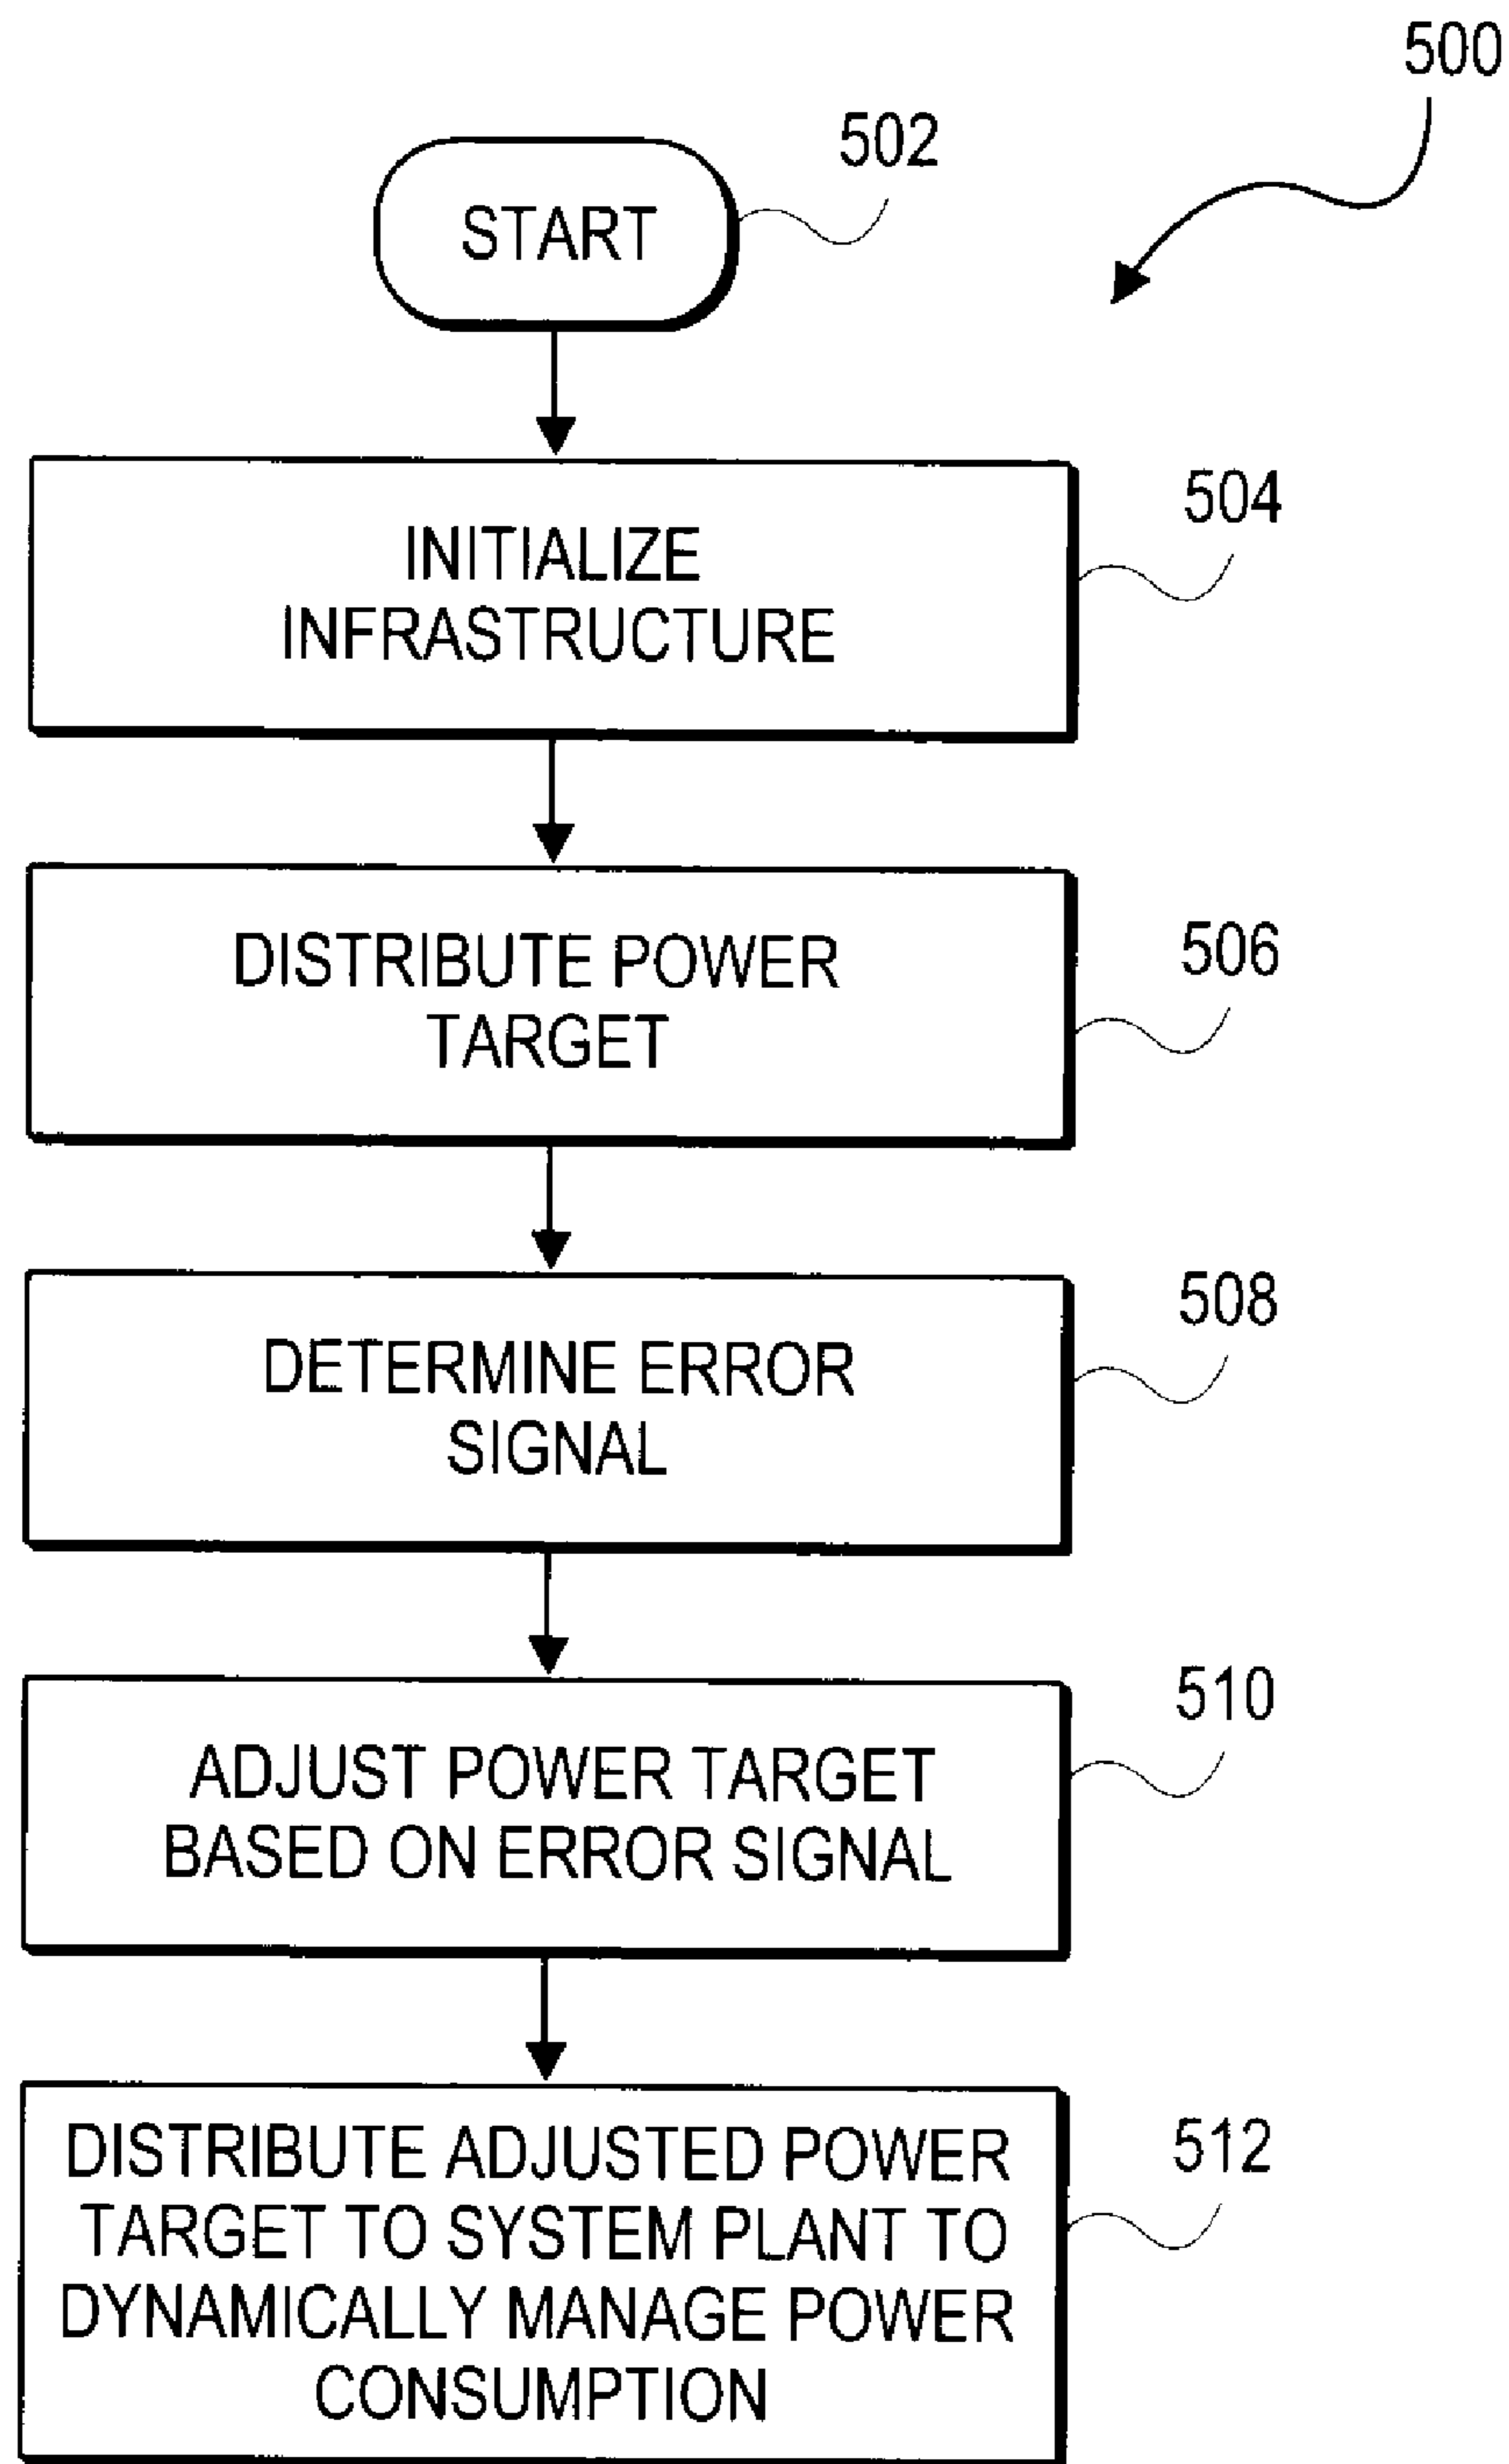 500
502
START
504
INITIALIZE
INFRASTRUCTURE
506
DISTRIBUTE POWER
TARGET
508
DETERMINE ERROR
SIGNAL
510
ADJUST POWER TARGET
BASED ON ERROR SIGNAL
512
DISTRIBUTE ADJUSTED POWER
TARGET TO SYSTEM PLANT TO
DYNAMICALLY MANAGE POWER
CONSUMPTION